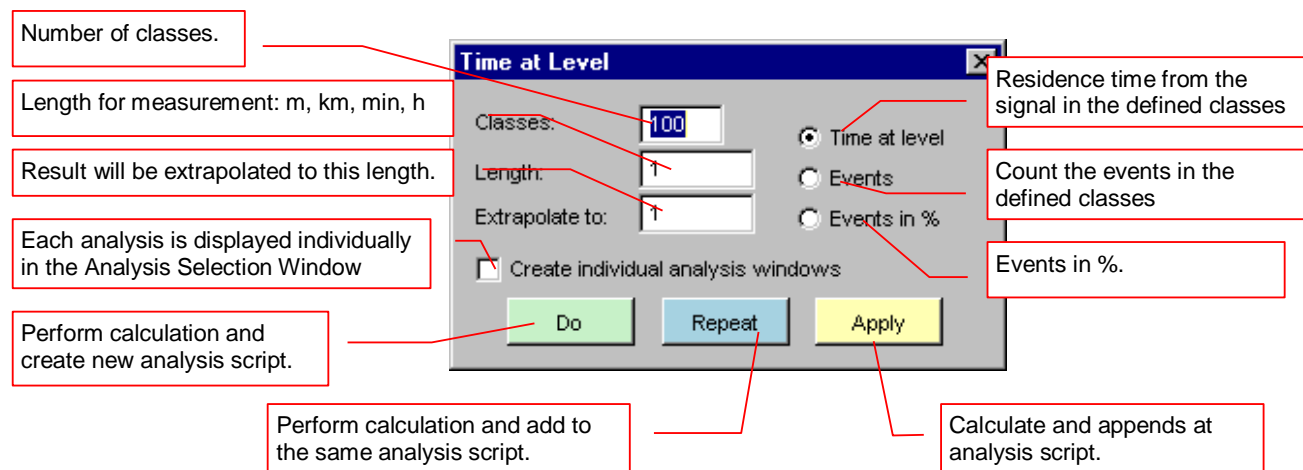 Number of classes.
Length for measurement: m, km, min, h
Result will be extrapolated to this length.
Each analysis is displayed individually
in the Analysis Selection Window
Perform calculation and
create new analysis script.
Time at Level
Classes:
100
Length:
1
Extrapolate to:
1
Time at level
Events
Events in %
Create individual analysis windows
Do
Repeat
Apply
Residence time from the
signal in the defined classes
Count the events in the
defined classes
Events in %.
Perform calculation and add to
the same analysis script.
Calculate and appends at
analysis script.